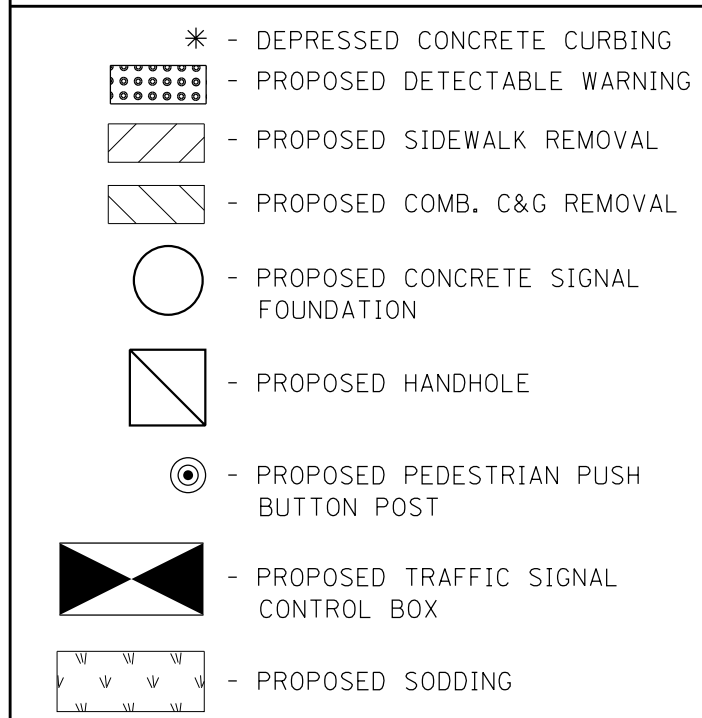 * - DEPRESSED CONCRETE CURBING
- PROPOSED DETECTABLE WARNING
- PROPOSED SIDEWALK REMOVAL
- PROPOSED COMB. C&G REMOVAL
- PROPOSED CONCRETE SIGNAL
FOUNDATION
- PROPOSED HANDHOLE
- PROPOSED PEDESTRIAN PUSH
BUTTON POST
- PROPOSED TRAFFIC SIGNAL
CONTROL BOX
- PROPOSED SODDING